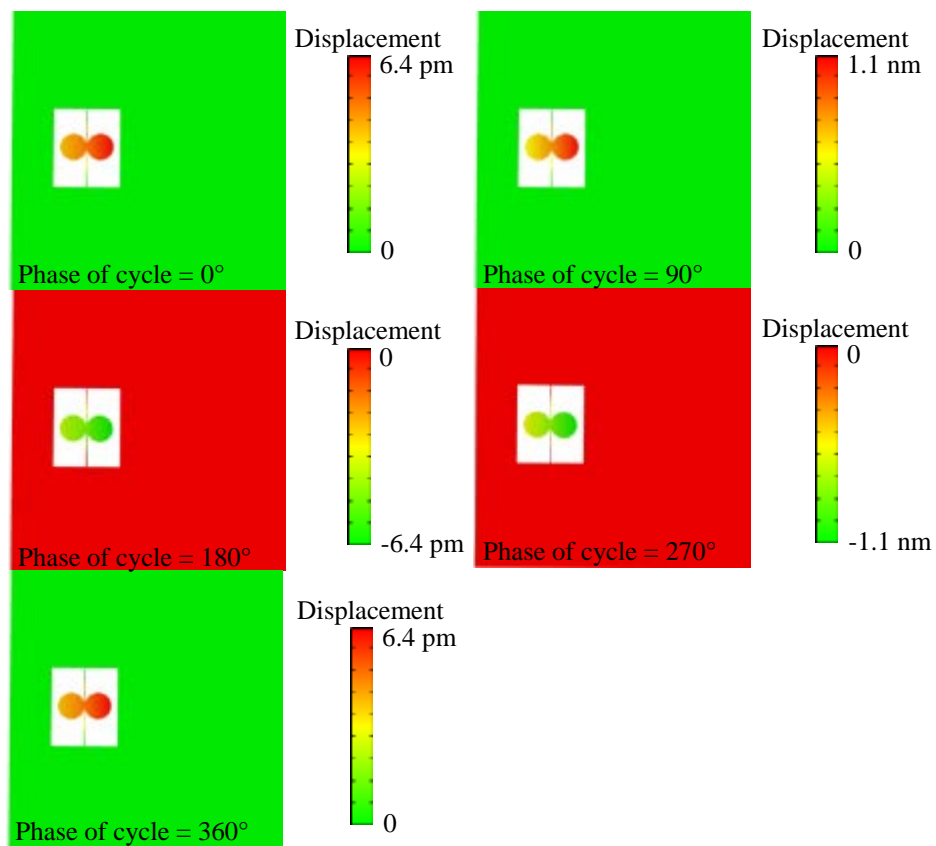 Displacement
6.4 pm
0
Phase of cycle = 0°
Displacement
1.1 nm
0
Phase of cycle = 90°
Displacement
0
-6.4 pm
Phase of cycle = 180°
Displacement
0
-1.1 nm
Phase of cycle = 270°
Displacement
6.4 pm
0
Phase of cycle = 360°